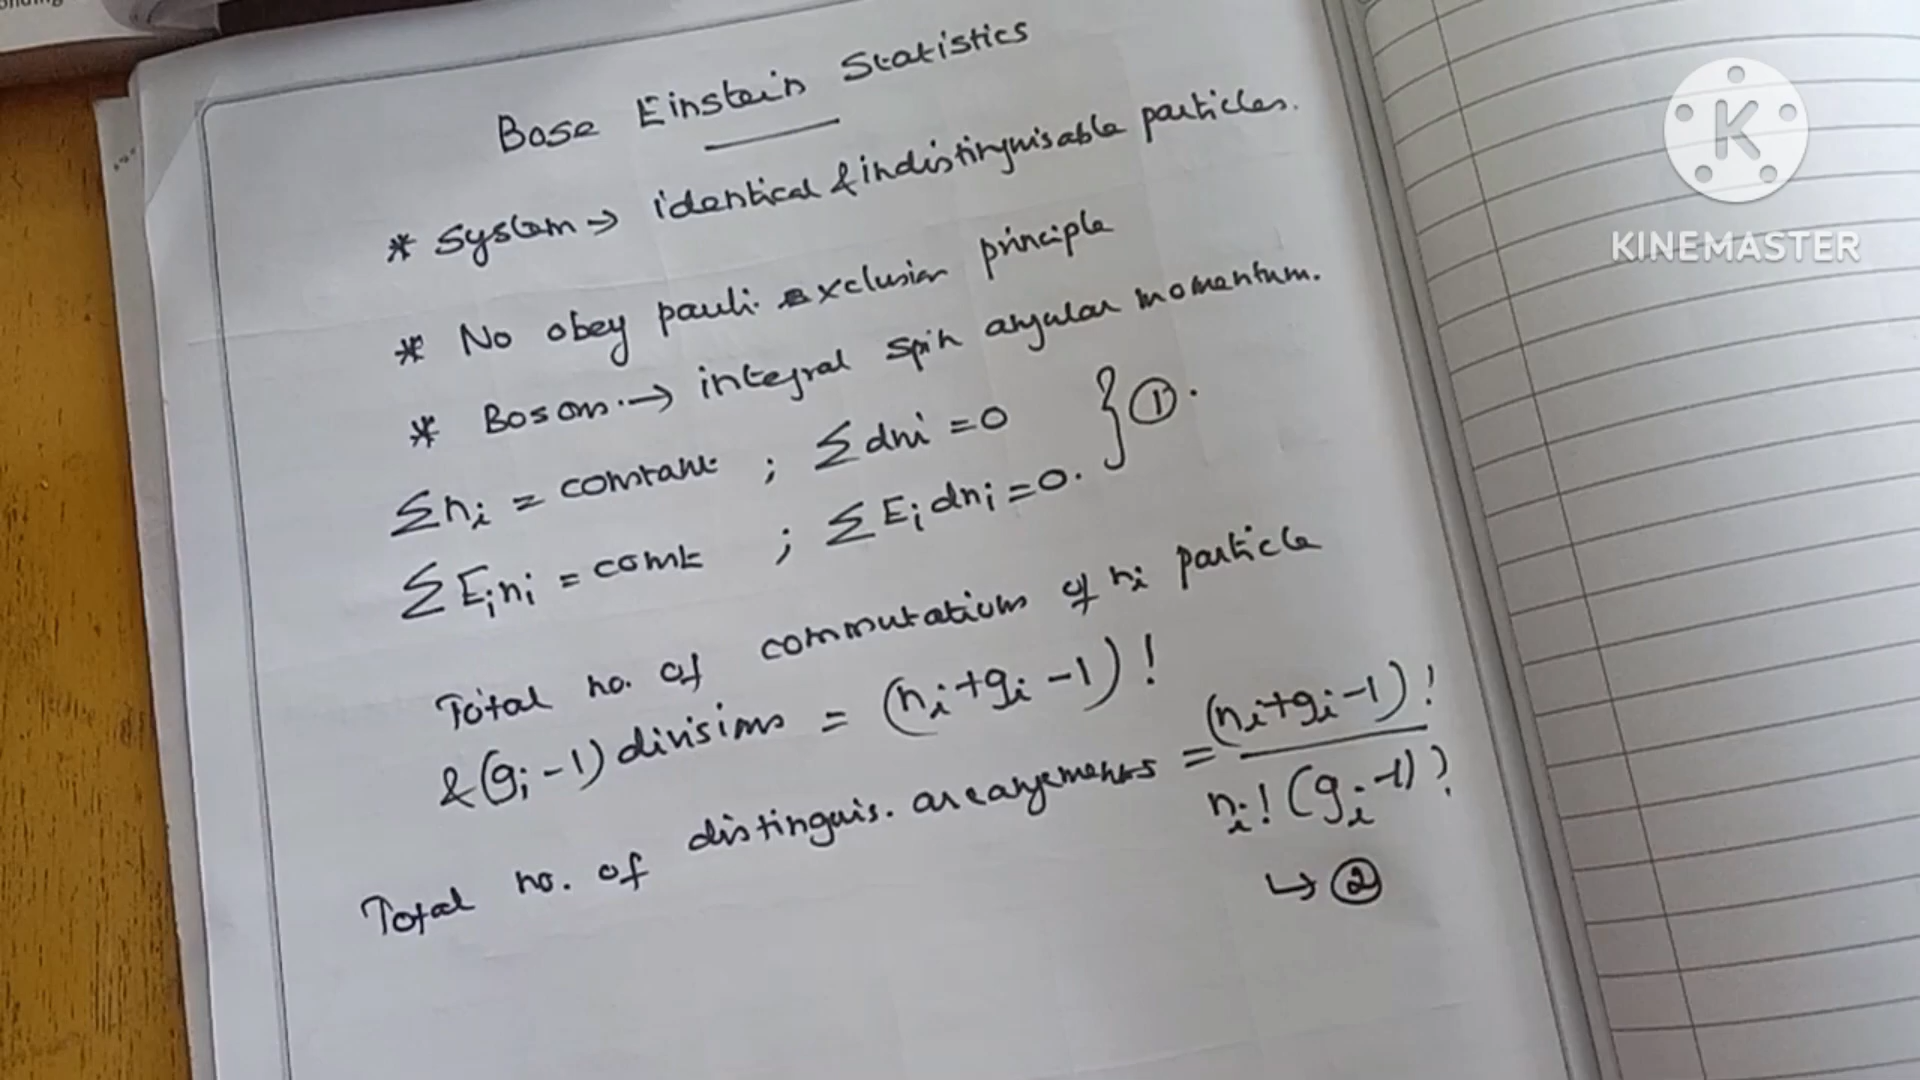 Bose Einstein Statistics
* System → identical & indistinguisable particles.
* No obey pauli. exclusion principle
* Bosons. → integral spin angular momentum.
Σni = constant ; Σdni = 0 } ①.
ΣEini = const ; ΣEidni = 0.
Total no. of commutations of ni particle
& (gi -1) divisions = (ni+gi -1)!
Total no. of distinguis. arrangements = (ni+gi-1)! / ni! (gi-1)!
↳ ②
K
KINEMASTER